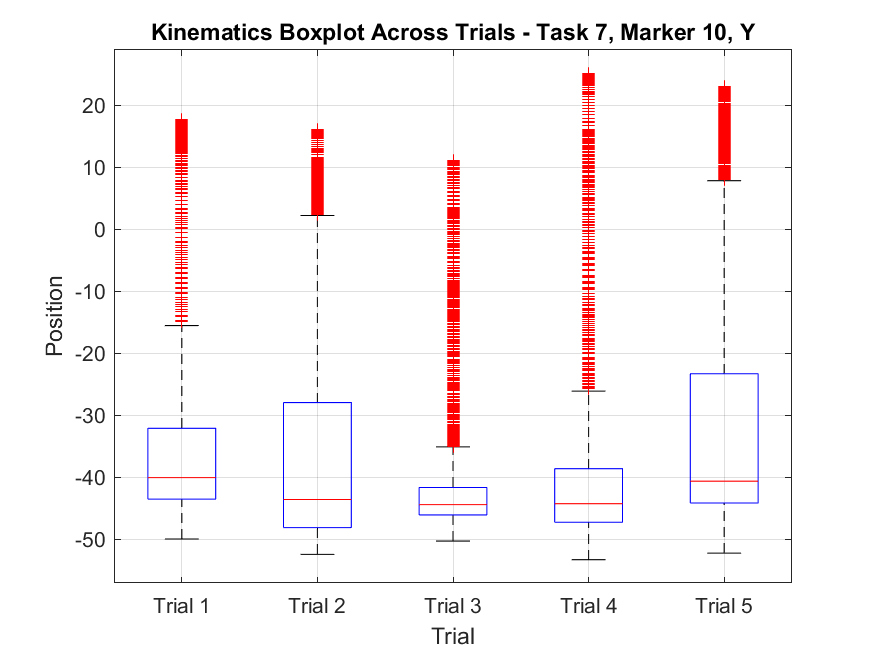 Kinematics Boxplot Across Trials - Task 7, Marker 10, Y
20
10
0
-10
-20
-30
-40
-50
Position
Trial 1
Trial 2
Trial 3
Trial 4
Trial 5
Trial